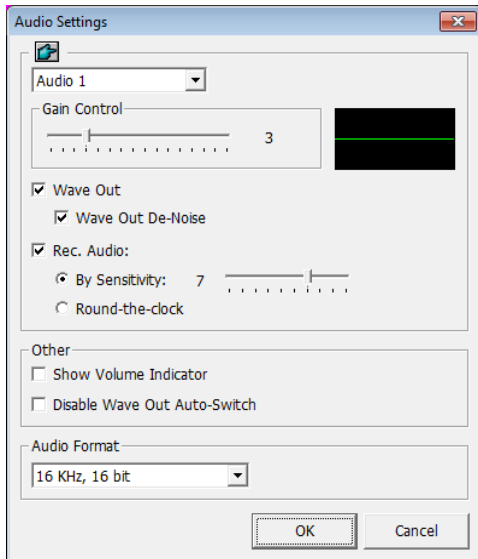 Audio Settings
Audio 1
Gain Control
3
Wave Out
Wave Out De-Noise
Rec. Audio:
By Sensitivity: 7
Round-the-clock
Other
Show Volume Indicator
Disable Wave Out Auto-Switch
Audio Format
16 KHz, 16 bit
OK Cancel